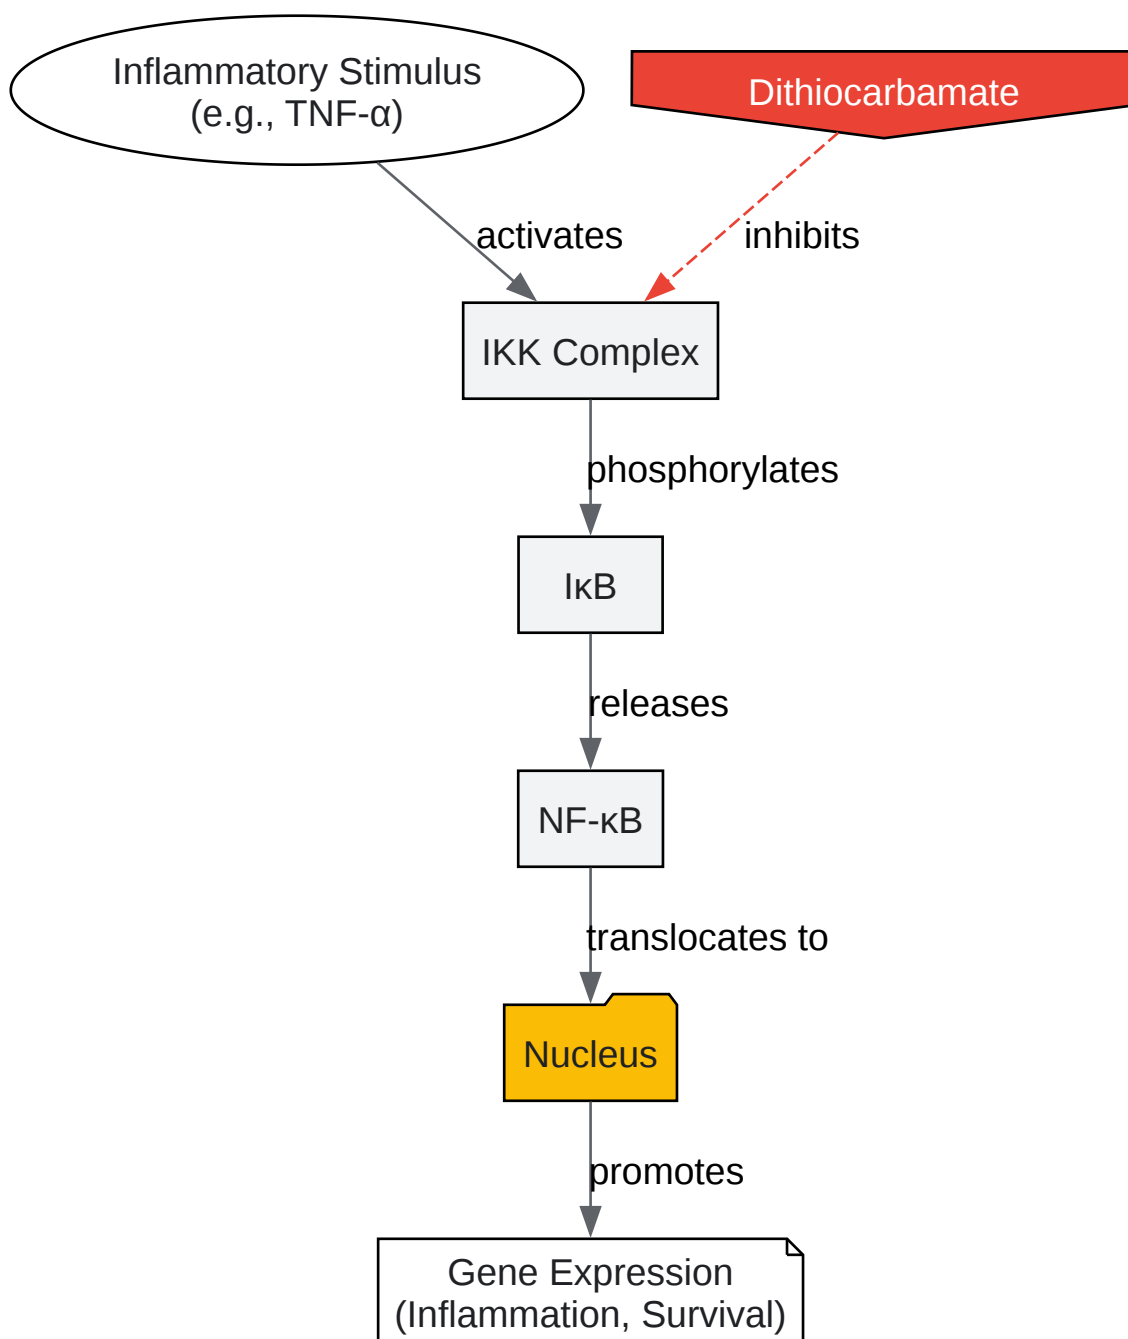 Inflammatory Stimulus
(e.g., TNF-α)
Dithiocarbamate
activates
inhibits
IKK Complex
phosphorylates
IκB
releases
NF-κB
translocates to
Nucleus
promotes
Gene Expression
(Inflammation, Survival)